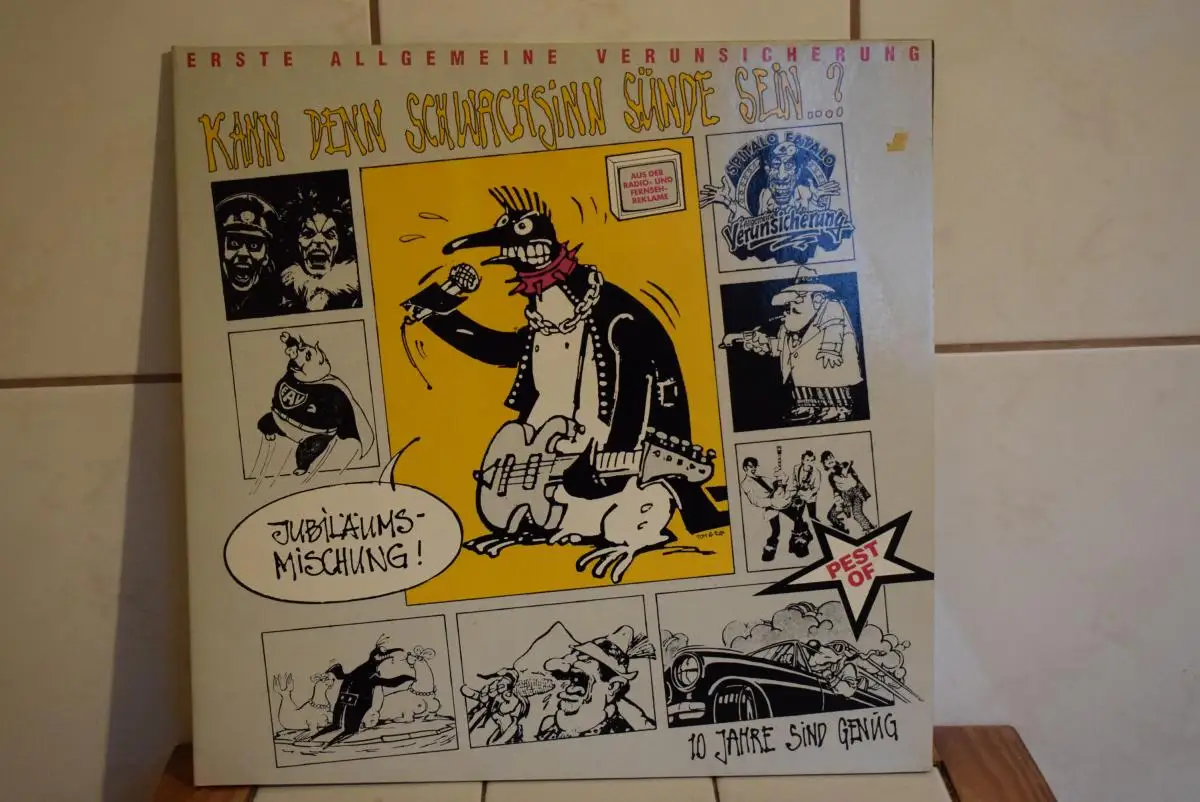 ERSTE ALLGEMEINE VERUNSICHERUNG
KANN DENN SCHWACHSINN SÜNDE SEIN...?
AUS DER
RADIO- UND
FERNSEH-
REKLAME
SPITALO FATALO
Verunsicherung
EAV
JUBILÄUMS-
MISCHUNG!
PEST
OF
10 JAHRE SIND GENUG